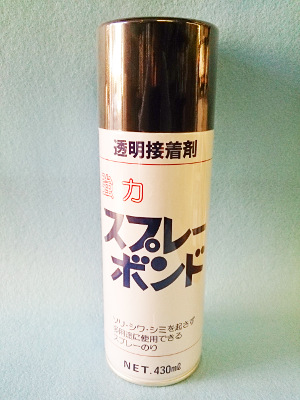 透明接着剤
強力
スプレー
ボンド
ソリ・シワ・シミを起さず
多用途に使用できる
スプレーのり
NET.430mℓ